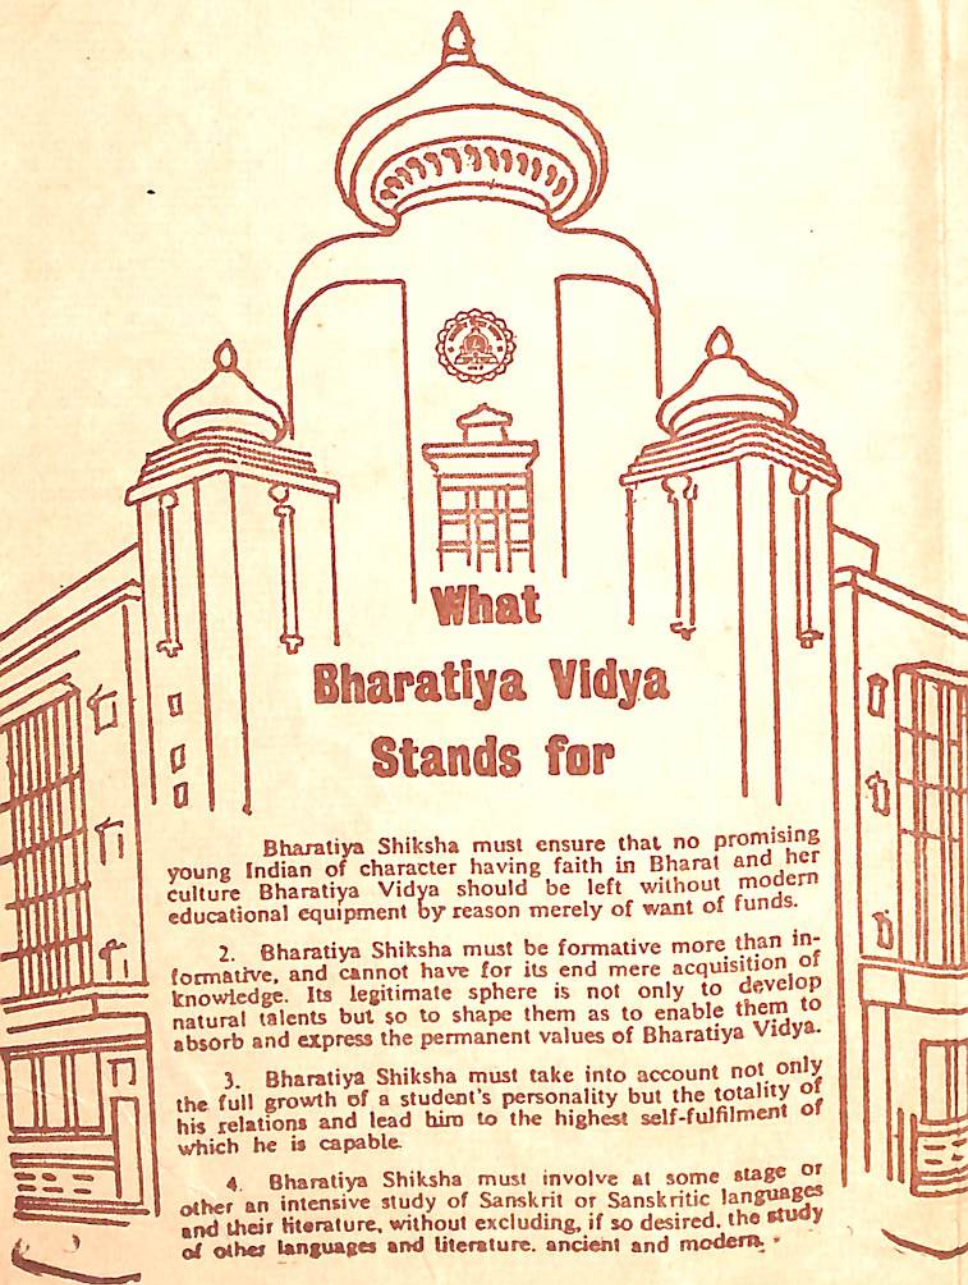 What
Bharatiya Vidya
Stands for
Bharatiya Shiksha must ensure that no promising
young Indian of character having faith in Bharat and her
culture Bharatiya Vidya should be left without modern
educational equipment by reason merely of want of funds.
2. Bharatiya Shiksha must be formative more than in-
formative, and cannot have for its end mere acquisition of
knowledge. Its legitimate sphere is not only to develop
natural talents but so to shape them as to enable them to
absorb and express the permanent values of Bharatiya Vidya.
3. Bharatiya Shiksha must take into account not only
the full growth of a student's personality but the totality of
his relations and lead him to the highest self-fulfilment of
which he is capable.
4. Bharatiya Shiksha must involve at some stage or
other an intensive study of Sanskrit or Sanskritic languages
and their literature, without excluding, if so desired. the study
of other languages and literature. ancient and modern.